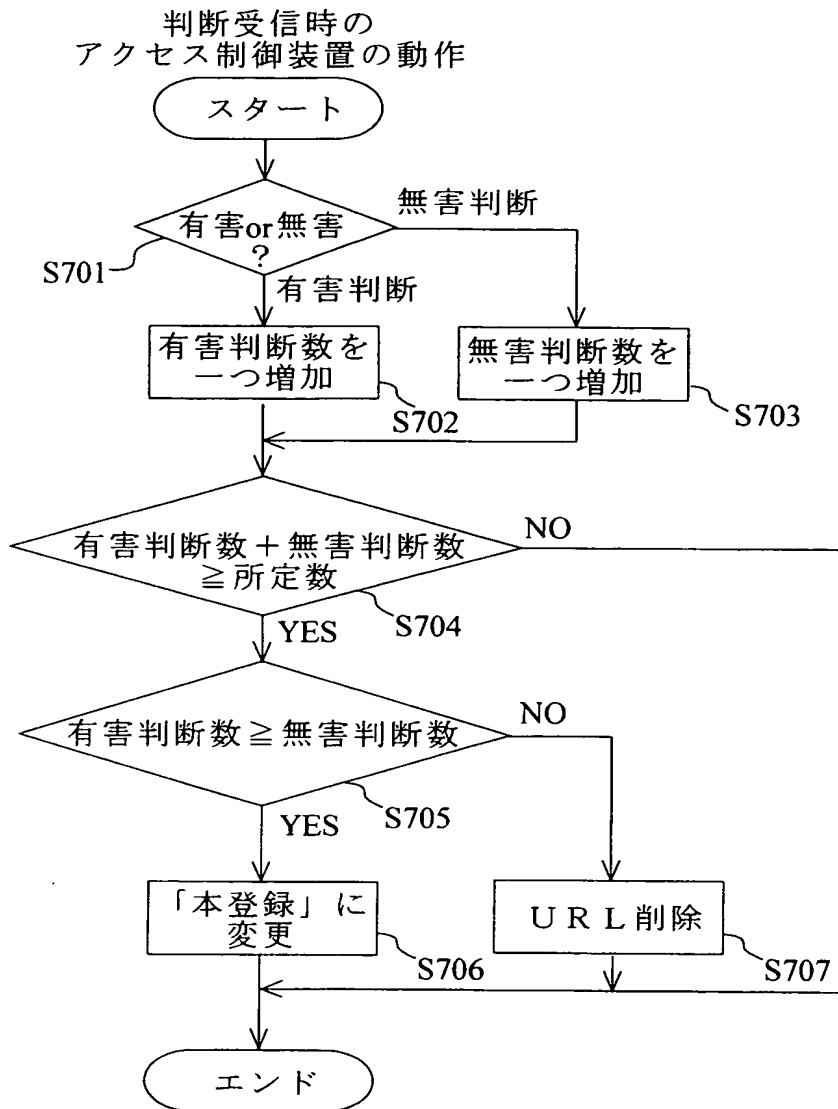 判断受信時の
アクセス制御装置の動作
スタート
有害or無害
?
無害判断
S701
有害判断
有害判断数を
一つ増加
S702
無害判断数を
一つ増加
S703
有害判断数+無害判断数
≧所定数
NO
S704
YES
有害判断数≧無害判断数
NO
S705
YES
「本登録」に
変更
S706
URL削除
S707
エンド